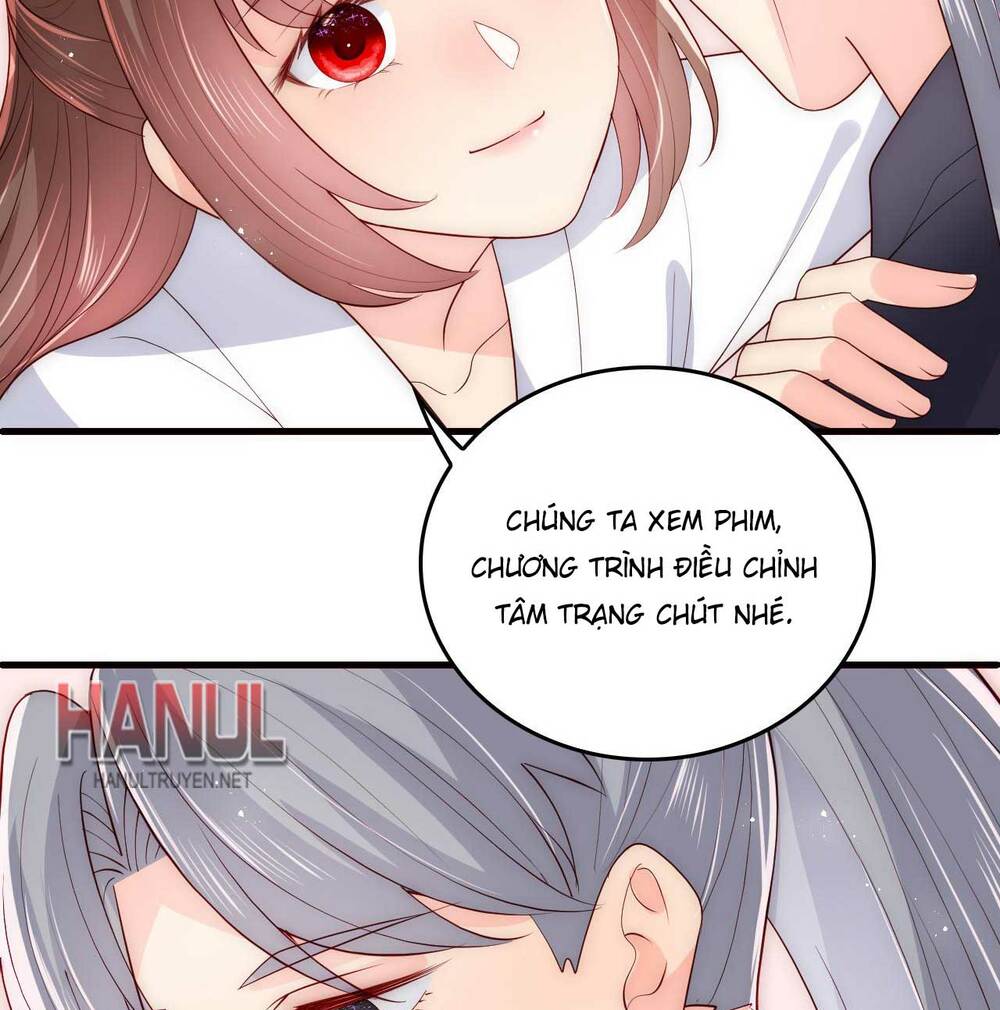 CHÚNG TA XEM PHIM,
CHƯƠNG TRÌNH ĐIỀU CHỈNH
TÂM TRẠNG CHÚT NHÉ.
HANUL
HANULTRUYEN.NET